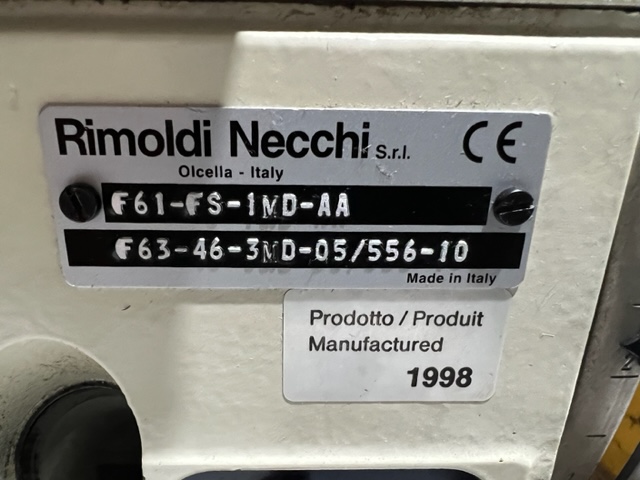 Rimoldi Necchi S.r.l. CE
Olcella - Italy
F61-FS-1MD-AA
F63-46-3MD-05/556-10
Made in Italy
Prodotto / Produit
Manufactured
1998